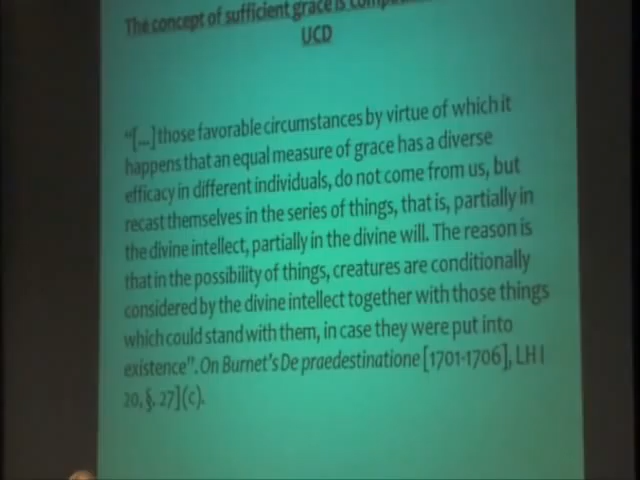 The concept of sufficient grace is
UCD
"[...] those favorable circumstances by virtue of which it
happens that an equal measure of grace has a diverse
efficacy in different individuals, do not come from us, but
recast themselves in the series of things, that is, partially in
the divine intellect, partially in the divine will. The reason is
that in the possibility of things, creatures are conditionally
considered by the divine intellect together with those things
which could stand with them, in case they were put into
existence". On Burnet's De praedestinatione [1701-1706], LH I
20, §. 27](c).